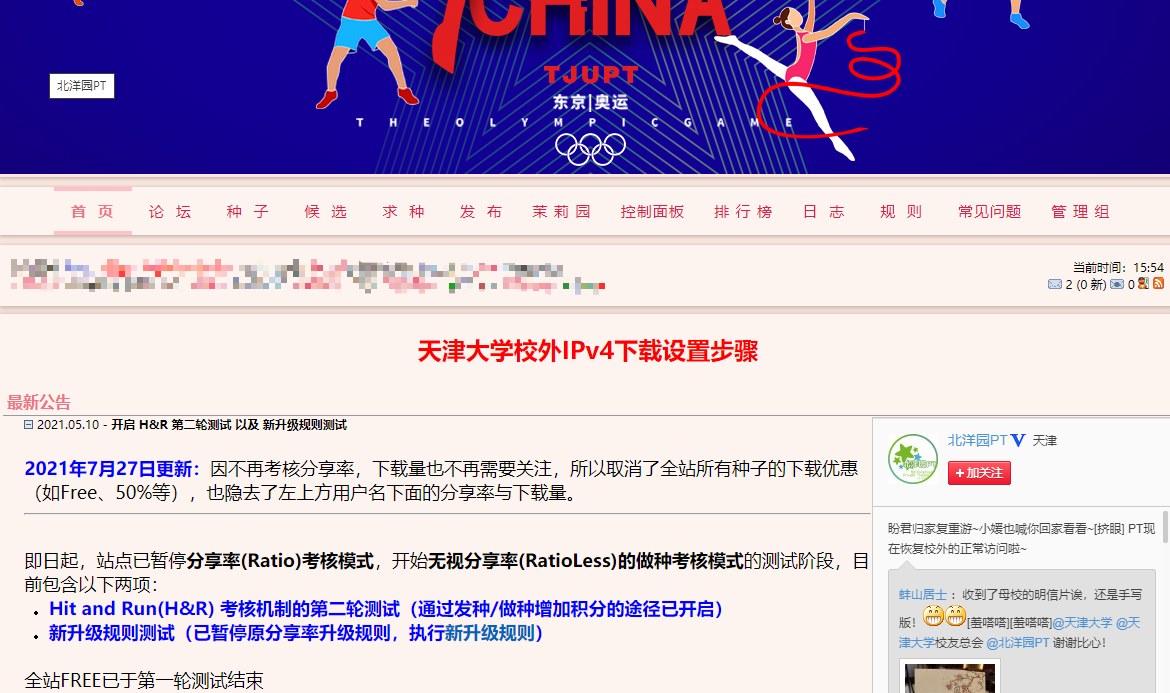 CHINA
TJUPT
北洋园PT
东京|奥运
THEOLYMPICGAME
首页 论坛 种子 候选 求种 发布 茉莉园 控制面板 排行榜 日志 规则 常见问题 管理组
当前时间：15:54
2 (0 新) 0
天津大学校外IPv4下载设置步骤
最新公告
2021.05.10 - 开启 H&R 第二轮测试 以及 新升级规则测试
2021年7月27日更新：因不再考核分享率，下载量也不再需要关注，所以取消了全站所有种子的下载优惠
（如Free、50%等），也隐去了左上方用户名下面的分享率与下载量。
即日起，站点已暂停分享率(Ratio)考核模式，开始无视分享率(RatioLess)的做种考核模式的测试阶段，目
前包含以下两项：
Hit and Run(H&R) 考核机制的第二轮测试（通过发种/做种增加积分的途径已开启）
新升级规则测试（已暂停原分享率升级规则，执行新升级规则）
全站FREE已于第一轮测试结束
北洋园PT V 天津
+加关注
盼君归家复重游~小媛也喊你回家看看~[挤眼] PT现
在恢复校外的正常访问啦~
蚌山居士 ：收到了母校的明信片诶，还是手写
版！[羞嗒嗒][羞嗒嗒]@天津大学 @天
津大学校友总会 @北洋园PT 谢谢比心！